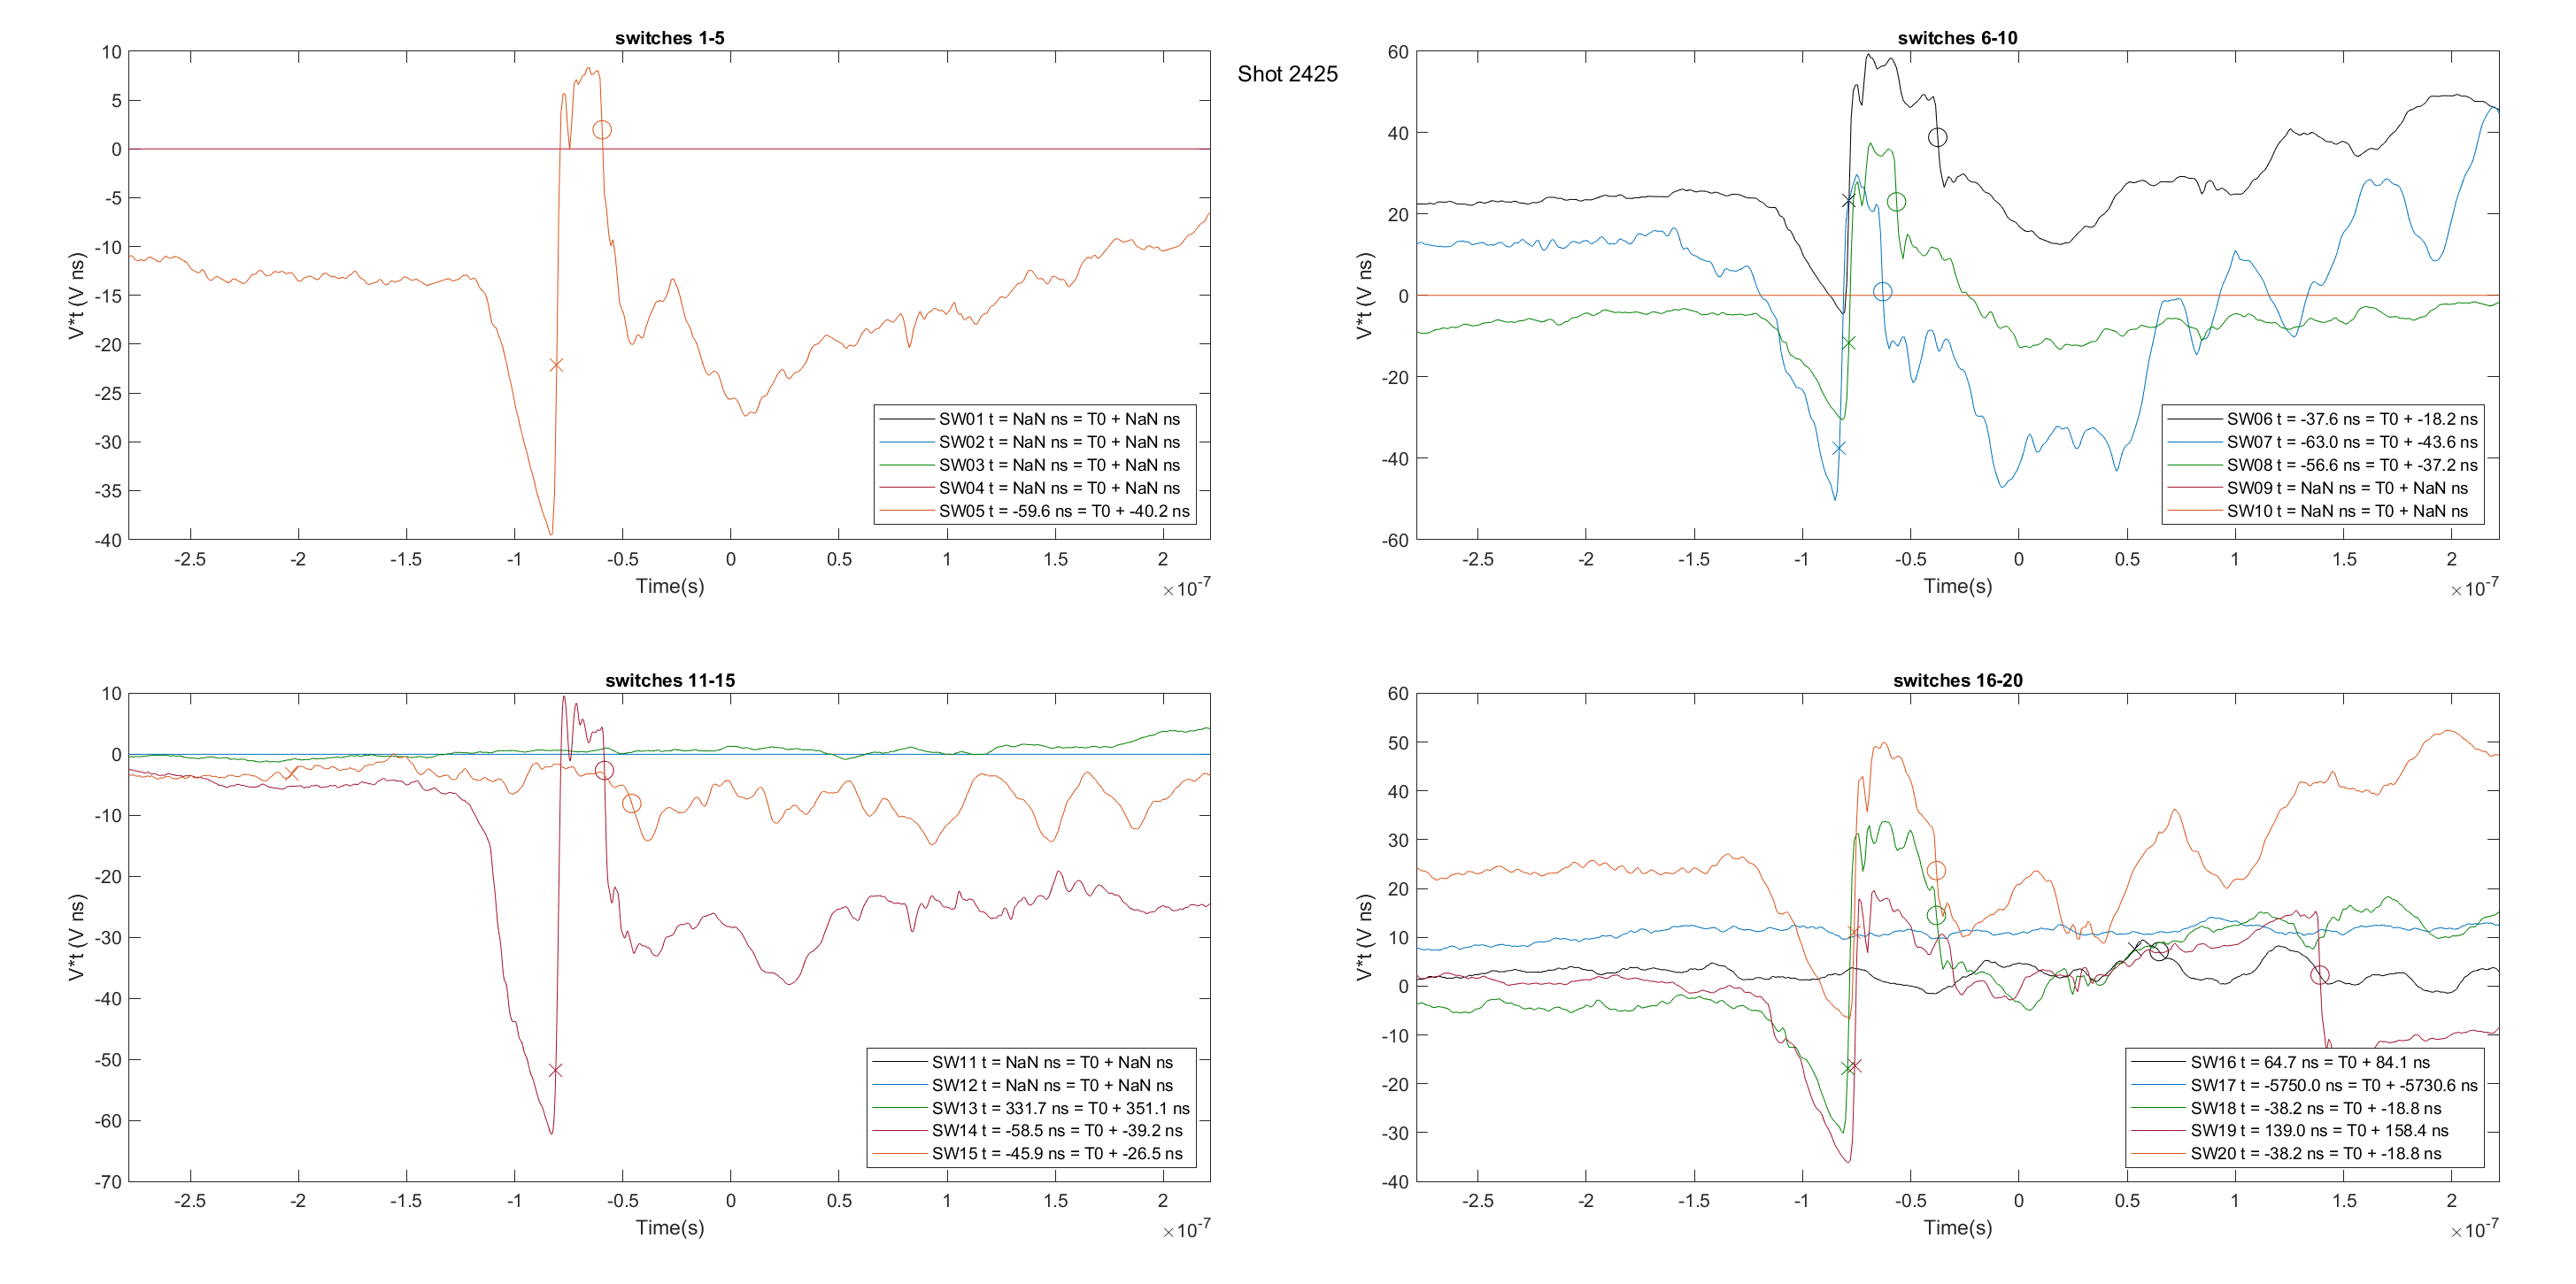 Shot 2425
switches 1-5
10
5
0
-5
-10
-15
-20
-25
-30
-35
-40
V*t (V ns)
-2.5 -2 -1.5 -1 -0.5 0 0.5 1 1.5 2
Time(s)
×10-7
SW01 t = NaN ns = T0 + NaN ns
SW02 t = NaN ns = T0 + NaN ns
SW03 t = NaN ns = T0 + NaN ns
SW04 t = NaN ns = T0 + NaN ns
SW05 t = -59.6 ns = T0 + -40.2 ns
switches 6-10
60
40
20
0
-20
-40
-60
V*t (V ns)
-2.5 -2 -1.5 -1 -0.5 0 0.5 1 1.5 2
Time(s)
×10-7
SW06 t = -37.6 ns = T0 + -18.2 ns
SW07 t = -63.0 ns = T0 + -43.6 ns
SW08 t = -56.6 ns = T0 + -37.2 ns
SW09 t = NaN ns = T0 + NaN ns
SW10 t = NaN ns = T0 + NaN ns
switches 11-15
10
0
-10
-20
-30
-40
-50
-60
-70
V*t (V ns)
-2.5 -2 -1.5 -1 -0.5 0 0.5 1 1.5 2
Time(s)
×10-7
SW11 t = NaN ns = T0 + NaN ns
SW12 t = NaN ns = T0 + NaN ns
SW13 t = 331.7 ns = T0 + 351.1 ns
SW14 t = -58.5 ns = T0 + -39.2 ns
SW15 t = -45.9 ns = T0 + -26.5 ns
switches 16-20
60
50
40
30
20
10
0
-10
-20
-30
-40
V*t (V ns)
-2.5 -2 -1.5 -1 -0.5 0 0.5 1 1.5 2
Time(s)
×10-7
SW16 t = 64.7 ns = T0 + 84.1 ns
SW17 t = -5750.0 ns = T0 + -5730.6 ns
SW18 t = -38.2 ns = T0 + -18.8 ns
SW19 t = 139.0 ns = T0 + 158.4 ns
SW20 t = -38.2 ns = T0 + -18.8 ns